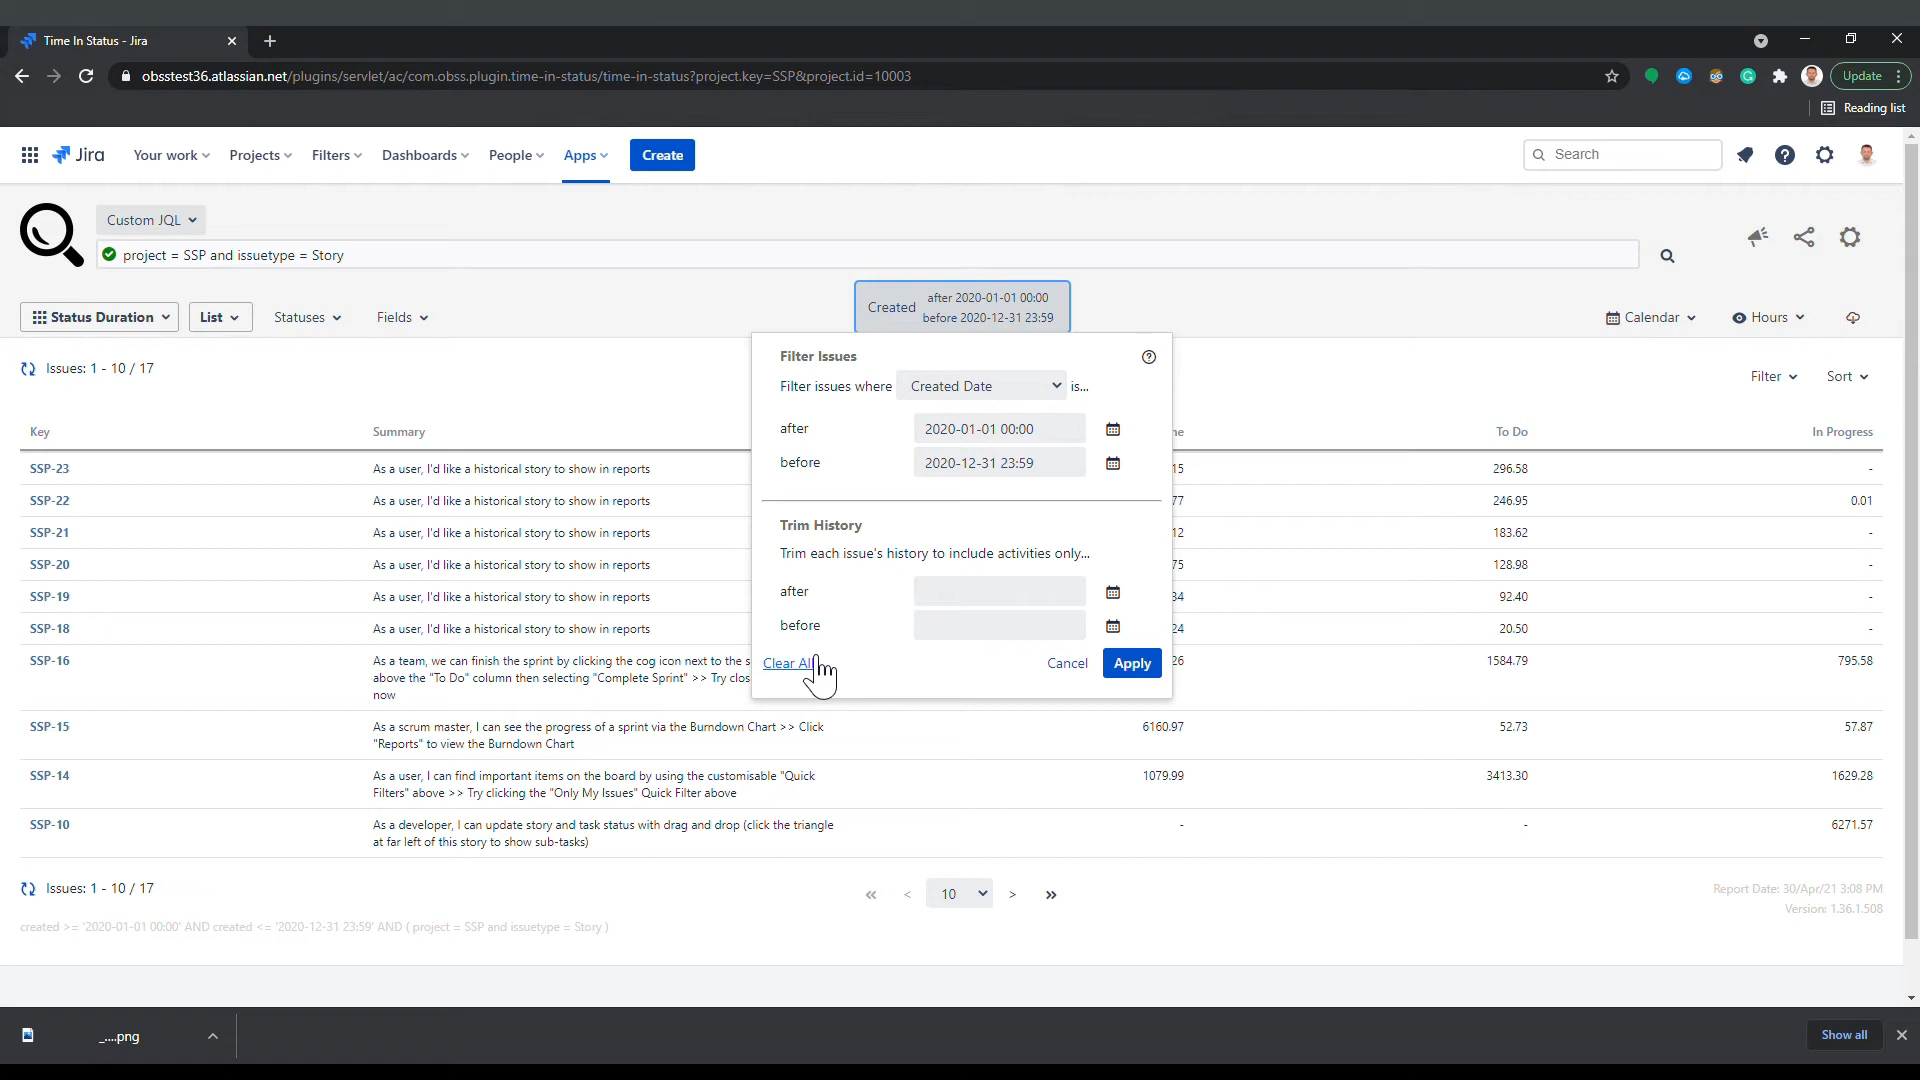 Time In Status - Jira
obsstest36.atlassian.net/plugins/servlet/ac/com.obss.plugin.time-in-status/time-in-status?project.key=SSP&project.id=10003
Update
Reading list
Jira
Your work
Projects
Filters
Dashboards
People
Apps
Create
Search
Custom JQL
project = SSP and issuetype = Story
Status Duration
List
Statuses
Fields
Created
after 2020-01-01 00:00
before 2020-12-31 23:59
Calendar
Hours
Issues: 1 - 10 / 17
Filter
Sort
Key
Summary
To Do
In Progress
SSP-23
As a user, I'd like a historical story to show in reports
296.58
-
SSP-22
As a user, I'd like a historical story to show in reports
246.95
0.01
SSP-21
As a user, I'd like a historical story to show in reports
183.62
-
SSP-20
As a user, I'd like a historical story to show in reports
128.98
-
SSP-19
As a user, I'd like a historical story to show in reports
92.40
-
SSP-18
As a user, I'd like a historical story to show in reports
20.50
-
SSP-16
As a team, we can finish the sprint by clicking the cog icon next to the
above the "To Do" column then selecting "Complete Sprint" >> Try
now
1584.79
795.58
SSP-15
As a scrum master, I can see the progress of a sprint via the Burndown Chart >> Click
"Reports" to view the Burndown Chart
6160.97
52.73
57.87
SSP-14
As a user, I can find important items on the board by using the customisable "Quick
Filters" above >> Try clicking the "Only My Issues" Quick Filter above
1079.99
3413.30
1629.28
SSP-10
As a developer, I can update story and task status with drag and drop (click the triangle
at far left of this story to show sub-tasks)
-
-
6271.57
Filter Issues
Filter issues where Created Date is...
after 2020-01-01 00:00
before 2020-12-31 23:59
Trim History
Trim each issue's history to include activities only...
after
before
Clear All
Cancel
Apply
Issues: 1 - 10 / 17
« < 10 > »
Report Date: 30/Apr/21 3:08 PM
Version: 1.36.1.508
created >= '2020-01-01 00:00' AND created <= '2020-12-31 23:59' AND ( project = SSP and issuetype = Story )
_....png
Show all